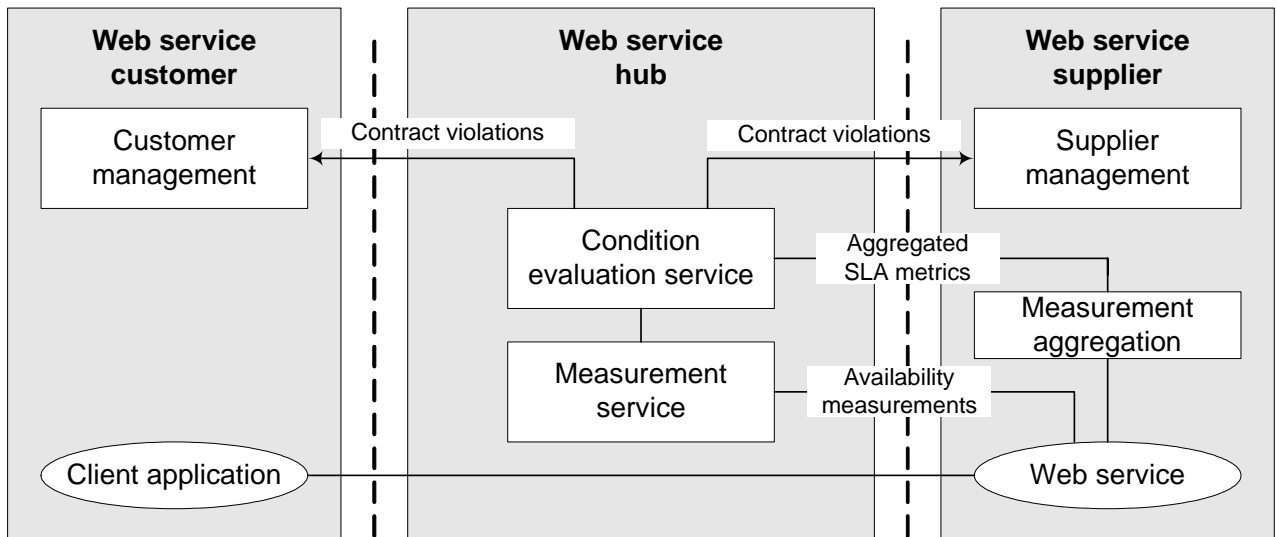 Web service
customer
Web service
hub
Web service
supplier
Contract violations
Contract violations
Customer
management
Supplier
management
Condition
evaluation service
Aggregated
SLA metrics
Measurement
aggregation
Measurement
service
Availability
measurements
Client application
Web service